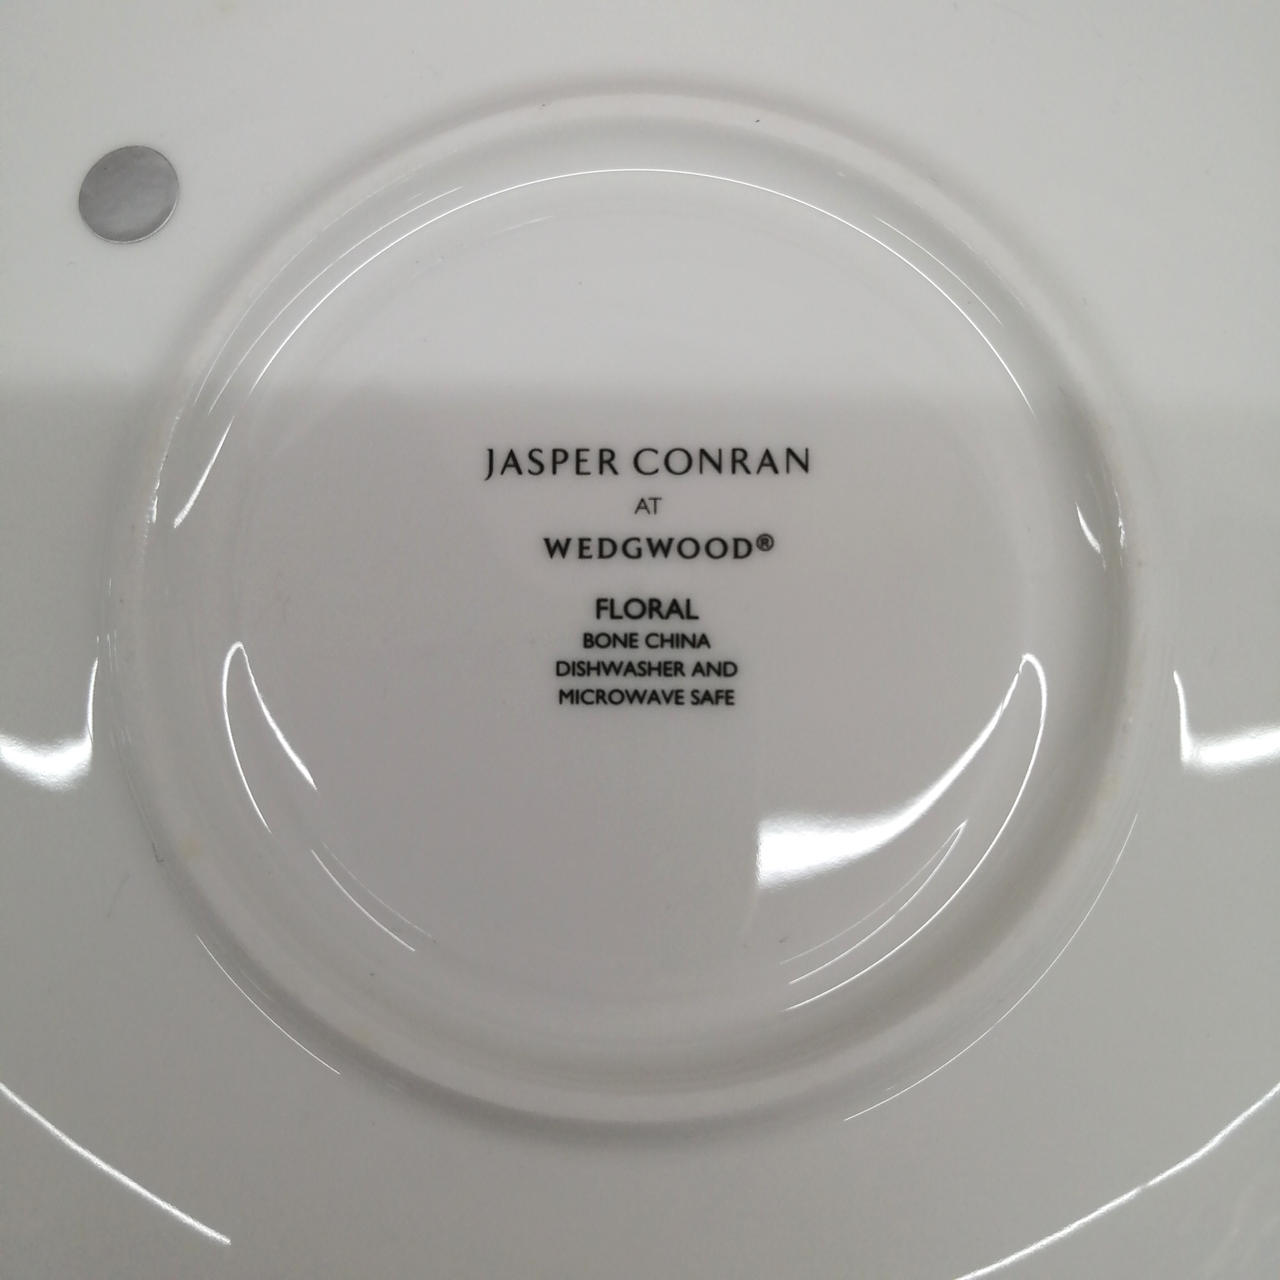 JASPER CONRAN
AT
WEDGWOOD®
FLORAL
BONE CHINA
DISHWASHER AND
MICROWAVE SAFE